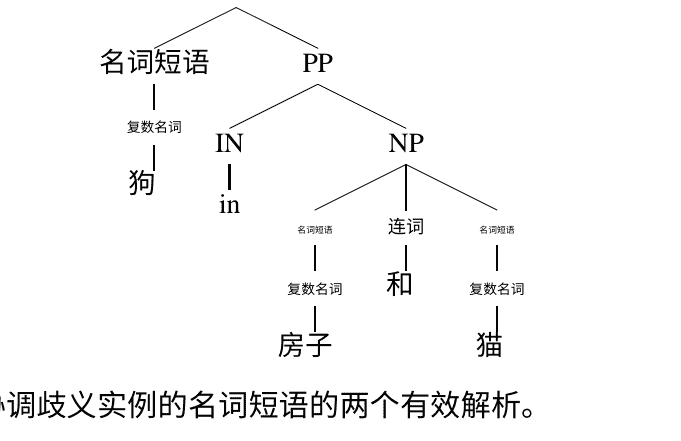 名词短语 PP
复数名词
IN NP
狗
in
名词短语 连词 名词短语
和
复数名词 复数名词
房子 猫
调歧义实例的名词短语的两个有效解析。